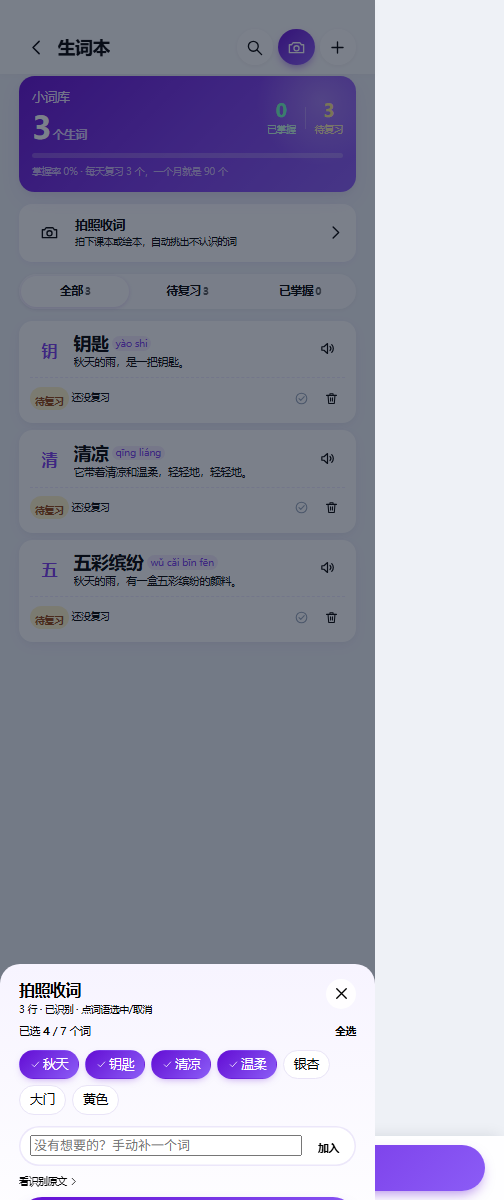 生词本
小词库
3个生词
0
已掌握
3
待复习
掌握率 0% · 每天复习 3 个，一个月就是 90 个
拍照收词
拍下课本或绘本，自动挑出不认识的词
全部 3
待复习 3
已掌握 0
钥
钥匙 yào shi
秋天的雨，是一把钥匙。
待复习 还没复习
清
清凉 qīng liáng
它带着清凉和温柔，轻轻地，轻轻地。
待复习 还没复习
五
五彩缤纷 wǔ cǎi bīn fēn
秋天的雨，有一盒五彩缤纷的颜料。
待复习 还没复习
拍照收词
3 行 · 已识别 · 点词语选中/取消
已选 4 / 7 个词
全选
秋天 钥匙 清凉 温柔 银杏
大门 黄色
没有想要的？手动补一个词
加入
看识别原文